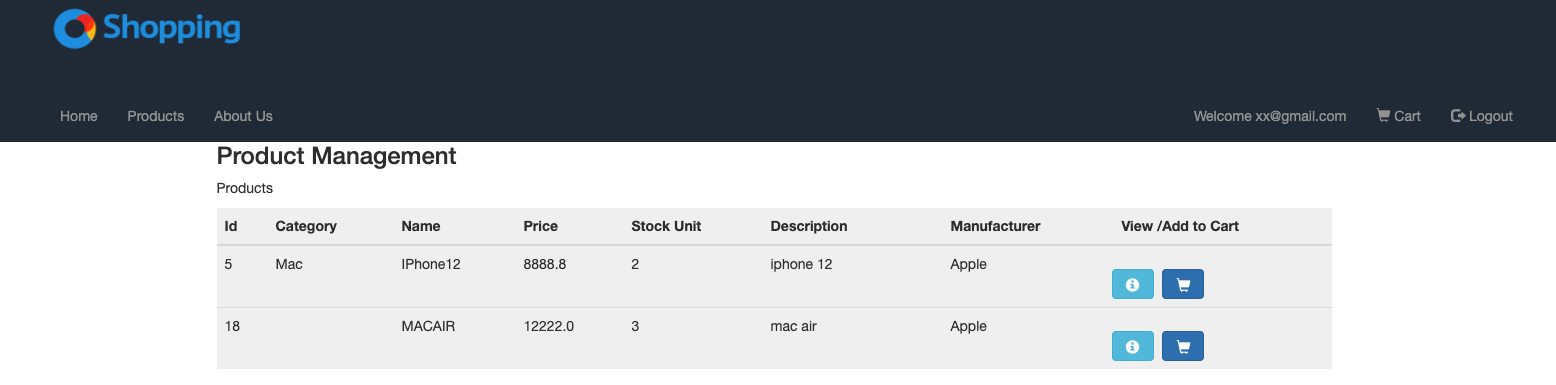 Shopping
Home Products About Us Welcome xx@gmail.com Cart Logout
Product Management
Products
Id Category Name Price Stock Unit Description Manufacturer View /Add to Cart
5 Mac IPhone12 8888.8 2 iphone 12 Apple
18 MACAIR 12222.0 3 mac air Apple